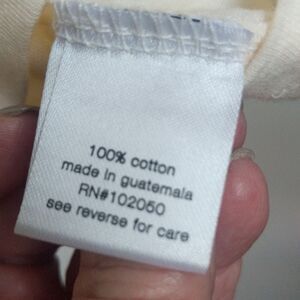 100% cotton
made in guatemala
RN#102050
see reverse for care